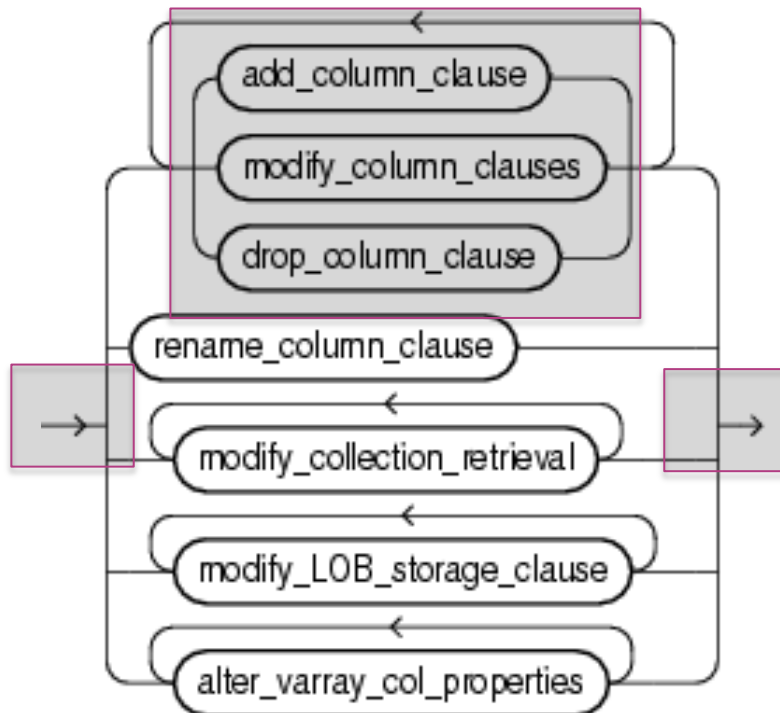 add_column_clause
modify_column_clauses
drop_column_clause
rename_column_clause
modify_collection_retrieval
modify_LOB_storage_clause
alter_varray_col_properties